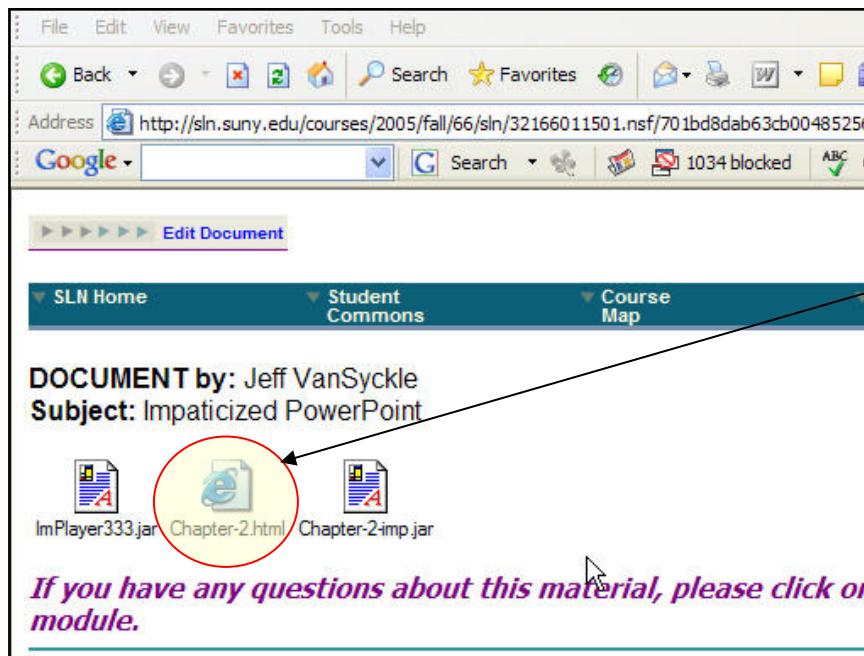 File Edit View Favorites Tools Help
Back Search Favorites
Address http://sln.suny.edu/courses/2005/fall/66/sln/32166011501.nsf/701bd8dab63cb00485256
Google Search 1034 blocked ABC
Edit Document
SLN Home Student Commons Course Map
DOCUMENT by: Jeff VanSyckle
Subject: Impaticized PowerPoint
ImPlayer333.jar Chapter-2.html Chapter-2-imp.jar
If you have any questions about this material, please click on
module.